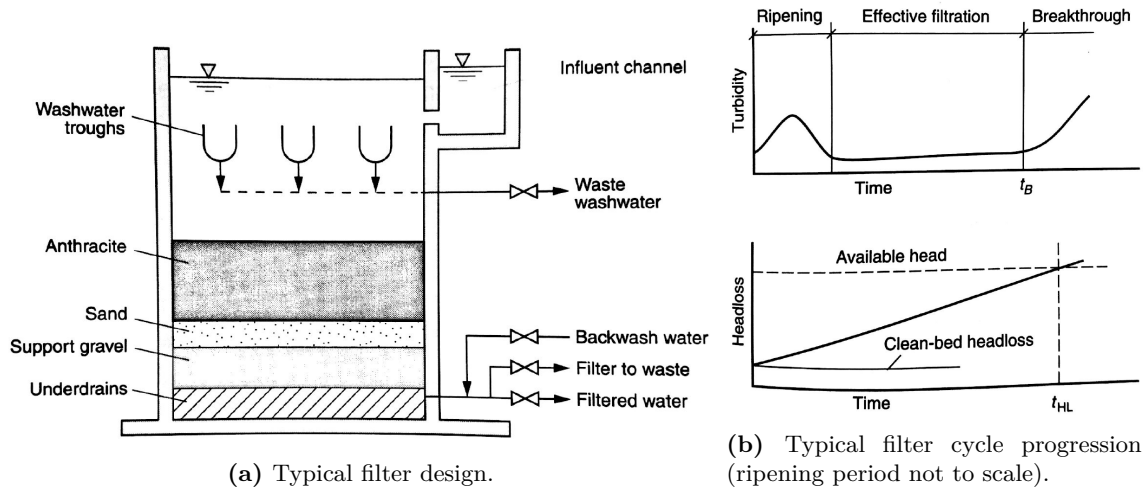 Influent channel
Washwater
troughs
Waste
washwater
Anthracite
Sand
Support gravel
Underdrains
Backwash water
Filter to waste
Filtered water
(a) Typical filter design.
Ripening
Effective filtration
Breakthrough
Turbidity
Time
t_B
Available head
Headloss
Clean-bed headloss
Time
t_HL
(b) Typical filter cycle progression
(ripening period not to scale).